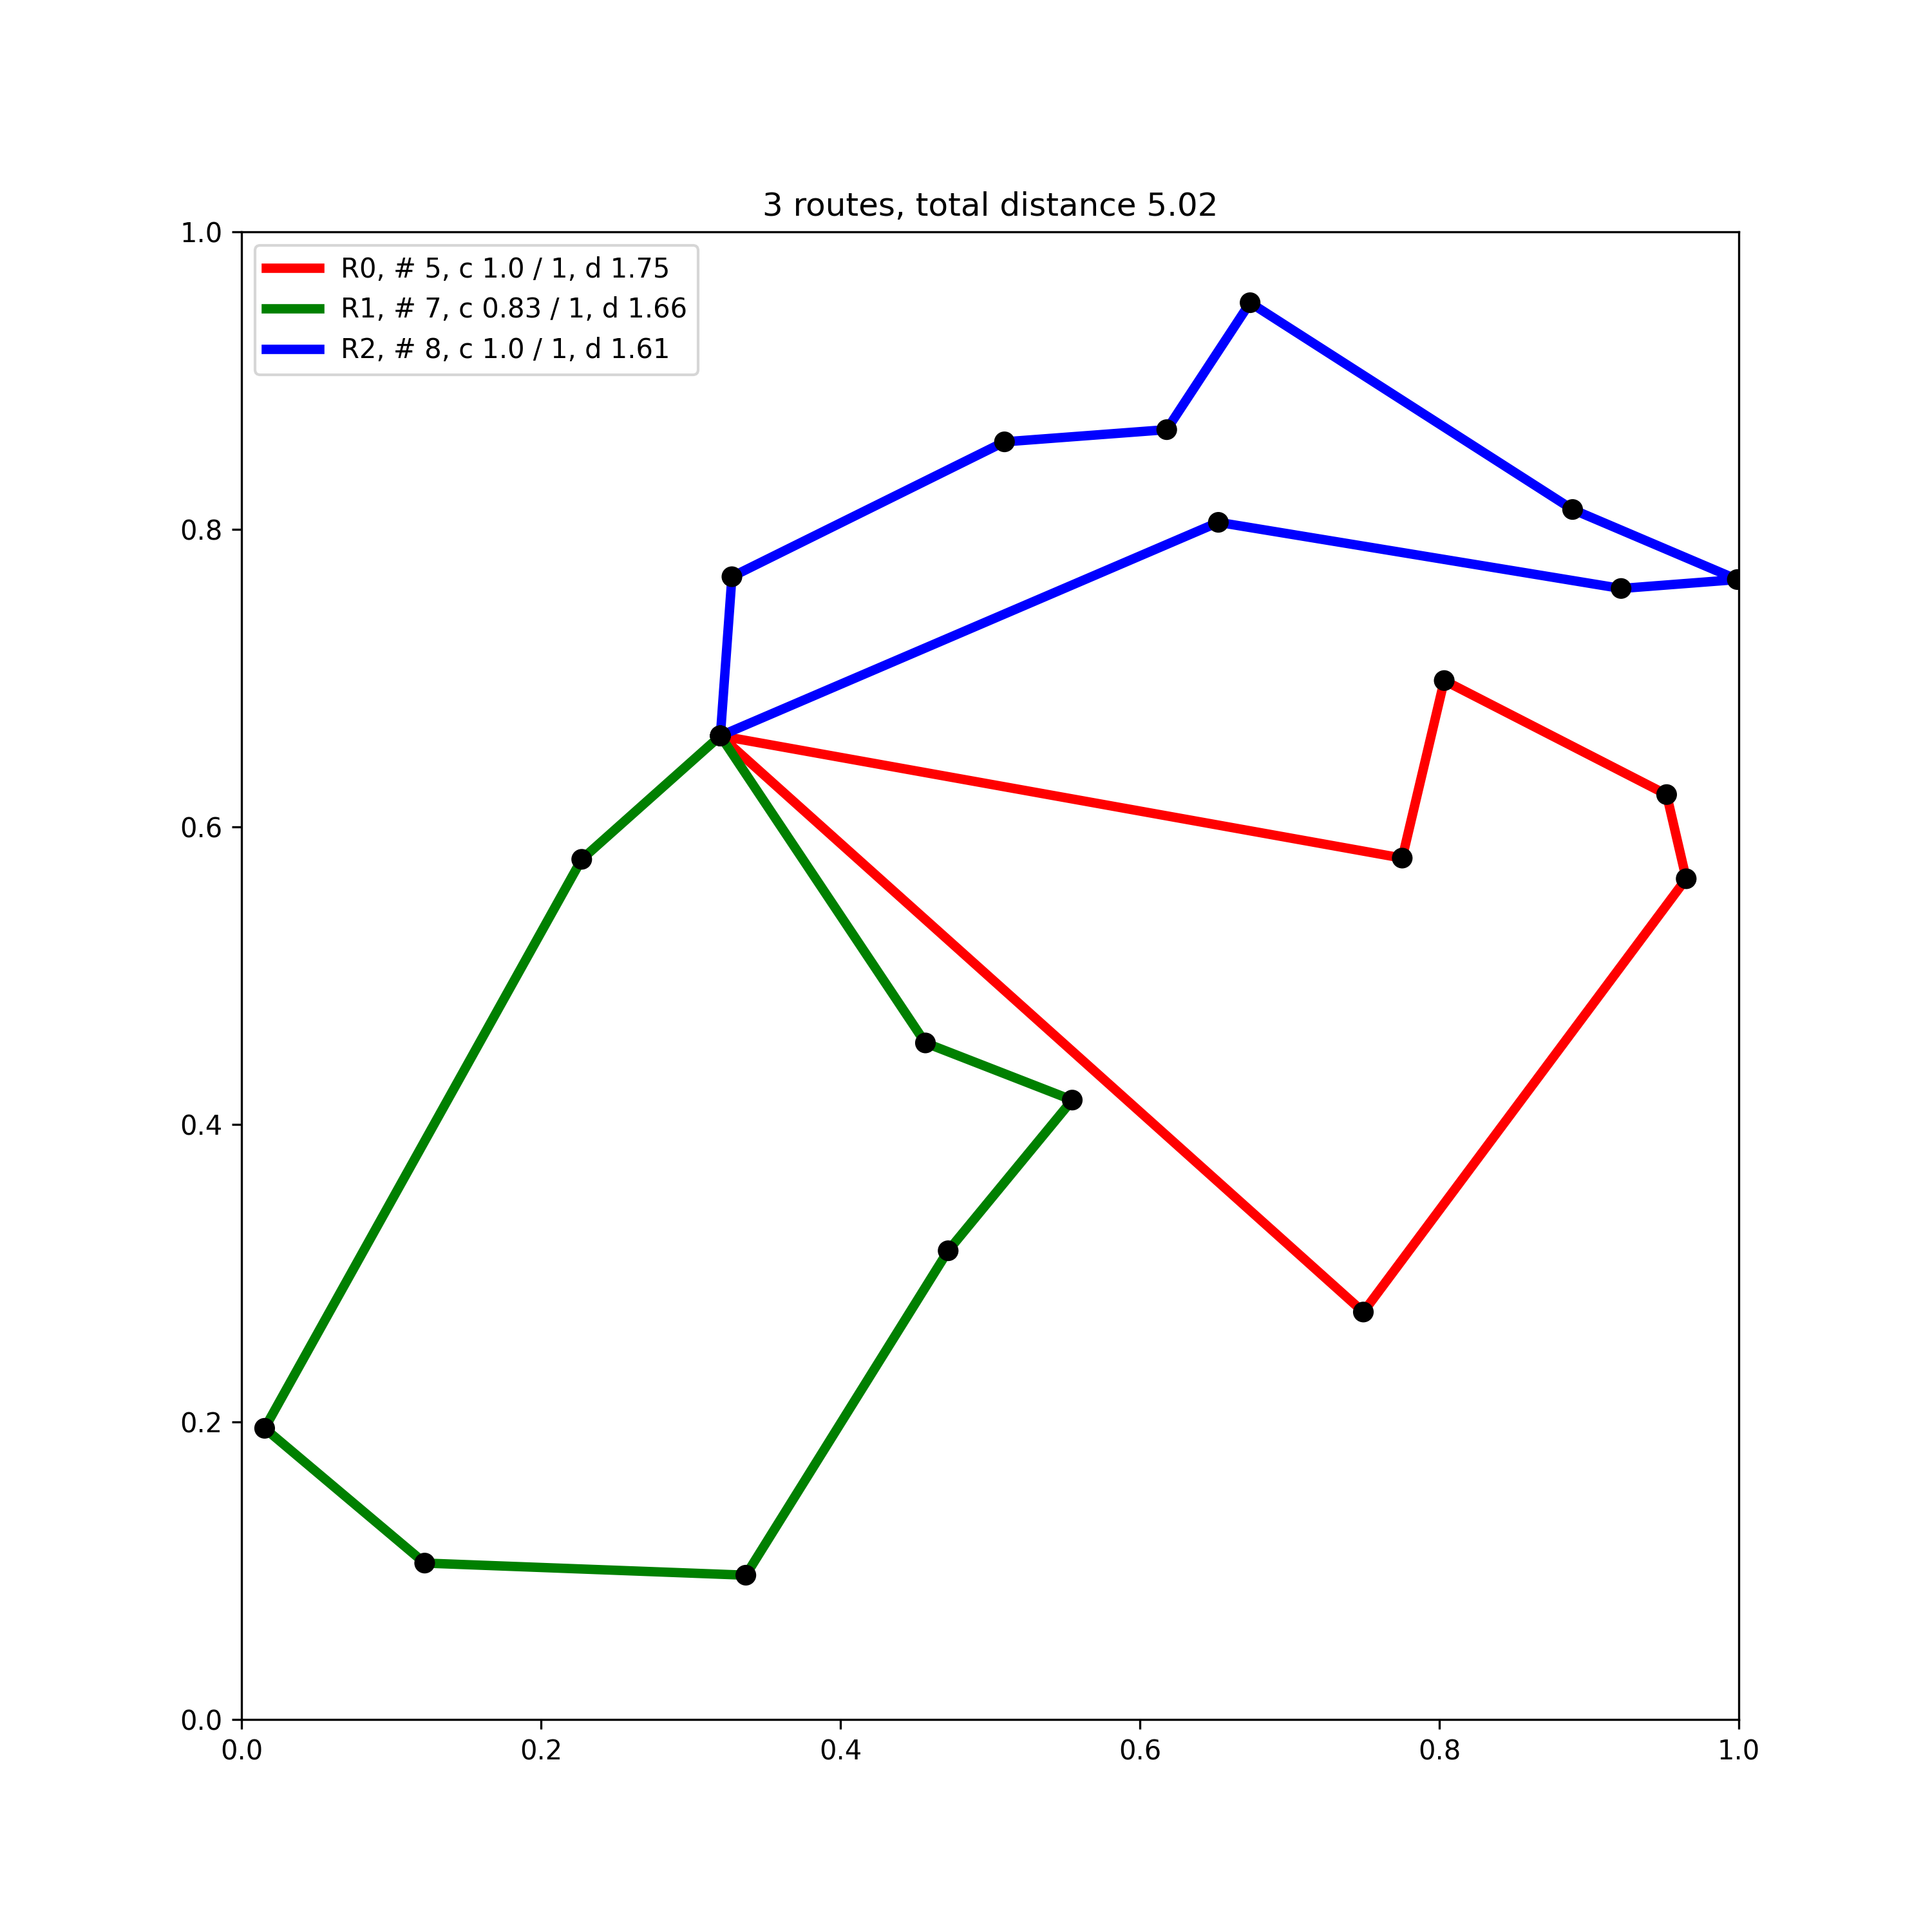 3 routes, total distance 5.02
1.0
R0, # 5, c 1.0 / 1, d 1.75
R1, # 7, c 0.83 / 1, d 1.66
R2, # 8, c 1.0 / 1, d 1.61
0.8
0.6
0.4
0.2
0.0
0.0 0.2 0.4 0.6 0.8 1.0